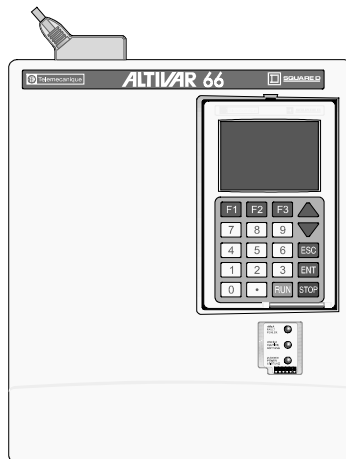 Telemecanique ALTIVAR 66 SQUARE D
F1 F2 F3
7 8 9
4 5 6 ESC
1 2 3 ENT
0 . RUN STOP